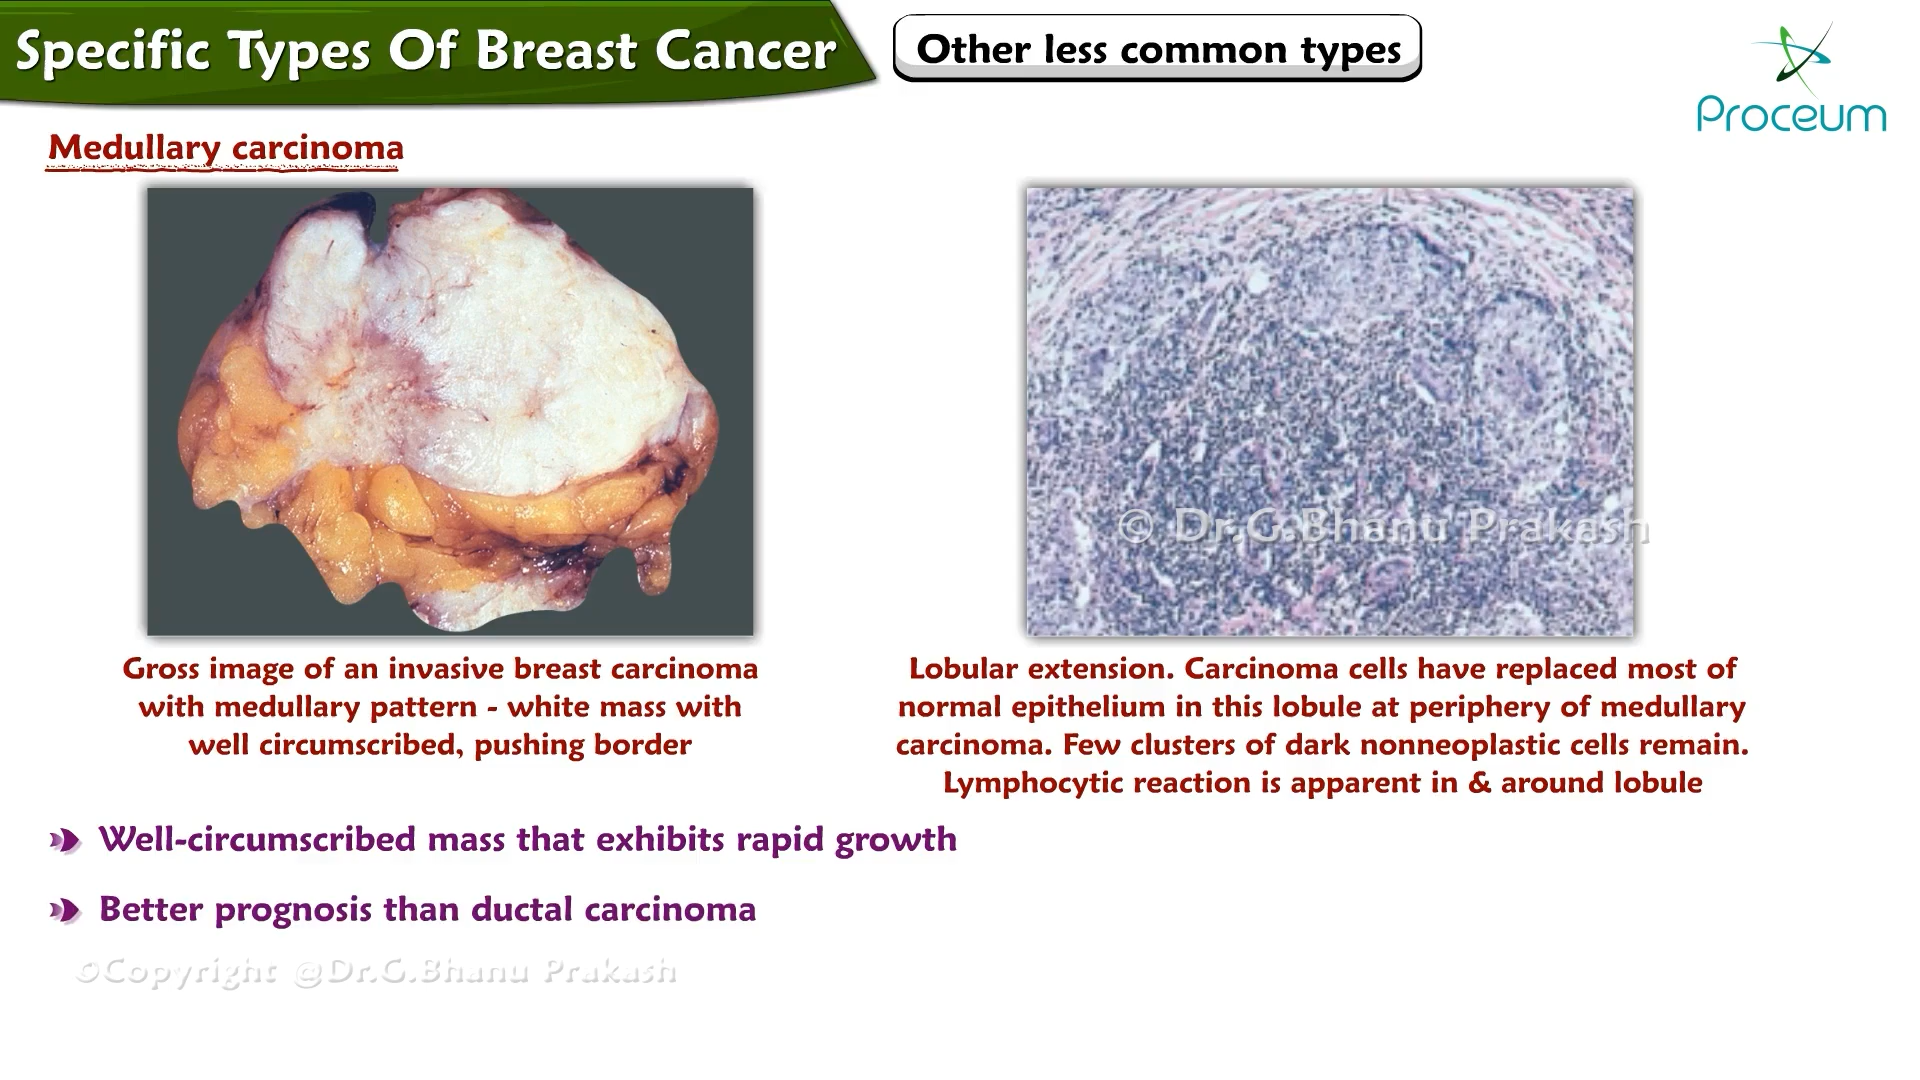 Specific Types Of Breast Cancer
Other less common types
Proceum
Medullary carcinoma
© Dr.G.Bhanu Prakash
Gross image of an invasive breast carcinoma
with medullary pattern - white mass with
well circumscribed, pushing border
Lobular extension. Carcinoma cells have replaced most of
normal epithelium in this lobule at periphery of medullary
carcinoma. Few clusters of dark nonneoplastic cells remain.
Lymphocytic reaction is apparent in & around lobule
Well-circumscribed mass that exhibits rapid growth
Better prognosis than ductal carcinoma
©Copyright @Dr.G.Bhanu Prakash